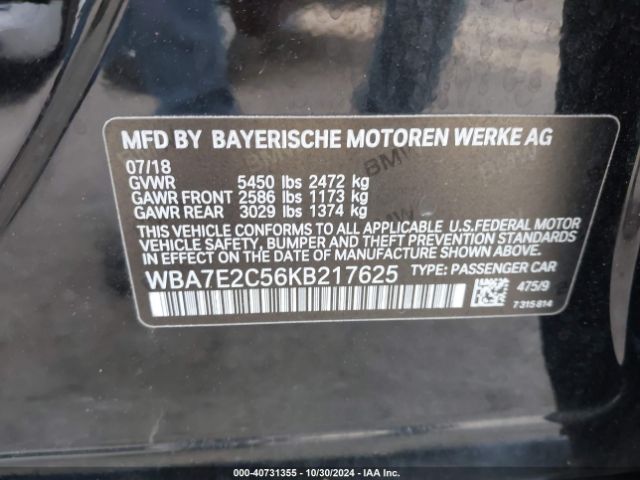 MFD BY BAYERISCHE MOTOREN WERKE AG
07/18
GVWR 5450 lbs 2472 kg
GAWR FRONT 2586 lbs 1173 kg
GAWR REAR 3029 lbs 1374 kg
THIS VEHICLE CONFORMS TO ALL APPLICABLE U.S.FEDERAL MOTOR
VEHICLE SAFETY, BUMPER AND THEFT PREVENTION STANDARDS
IN EFFECT ON THE DATE OF MANUFACTURE SHOWN ABOVE.
WBA7E2C56KB217625 TYPE: PASSENGER CAR
475/9
7315814
000-40731355 - 10/30/2024 - IAA Inc.